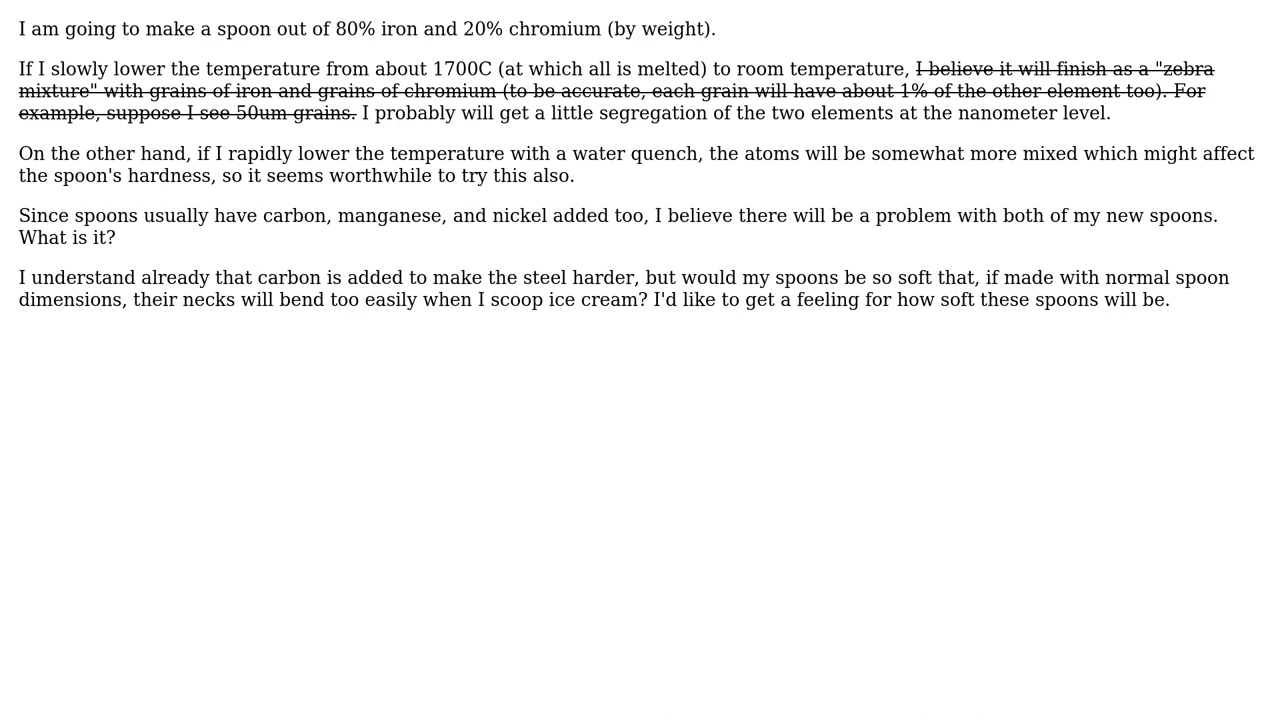 I am going to make a spoon out of 80% iron and 20% chromium (by weight).
If I slowly lower the temperature from about 1700C (at which all is melted) to room temperature, I believe it will finish as a "zebra
mixture" with grains of iron and grains of chromium (to be accurate, each grain will have about 1% of the other element too). For
example, suppose I see 50um grains. I probably will get a little segregation of the two elements at the nanometer level.
On the other hand, if I rapidly lower the temperature with a water quench, the atoms will be somewhat more mixed which might affect
the spoon's hardness, so it seems worthwhile to try this also.
Since spoons usually have carbon, manganese, and nickel added too, I believe there will be a problem with both of my new spoons.
What is it?
I understand already that carbon is added to make the steel harder, but would my spoons be so soft that, if made with normal spoon
dimensions, their necks will bend too easily when I scoop ice cream? I'd like to get a feeling for how soft these spoons will be.